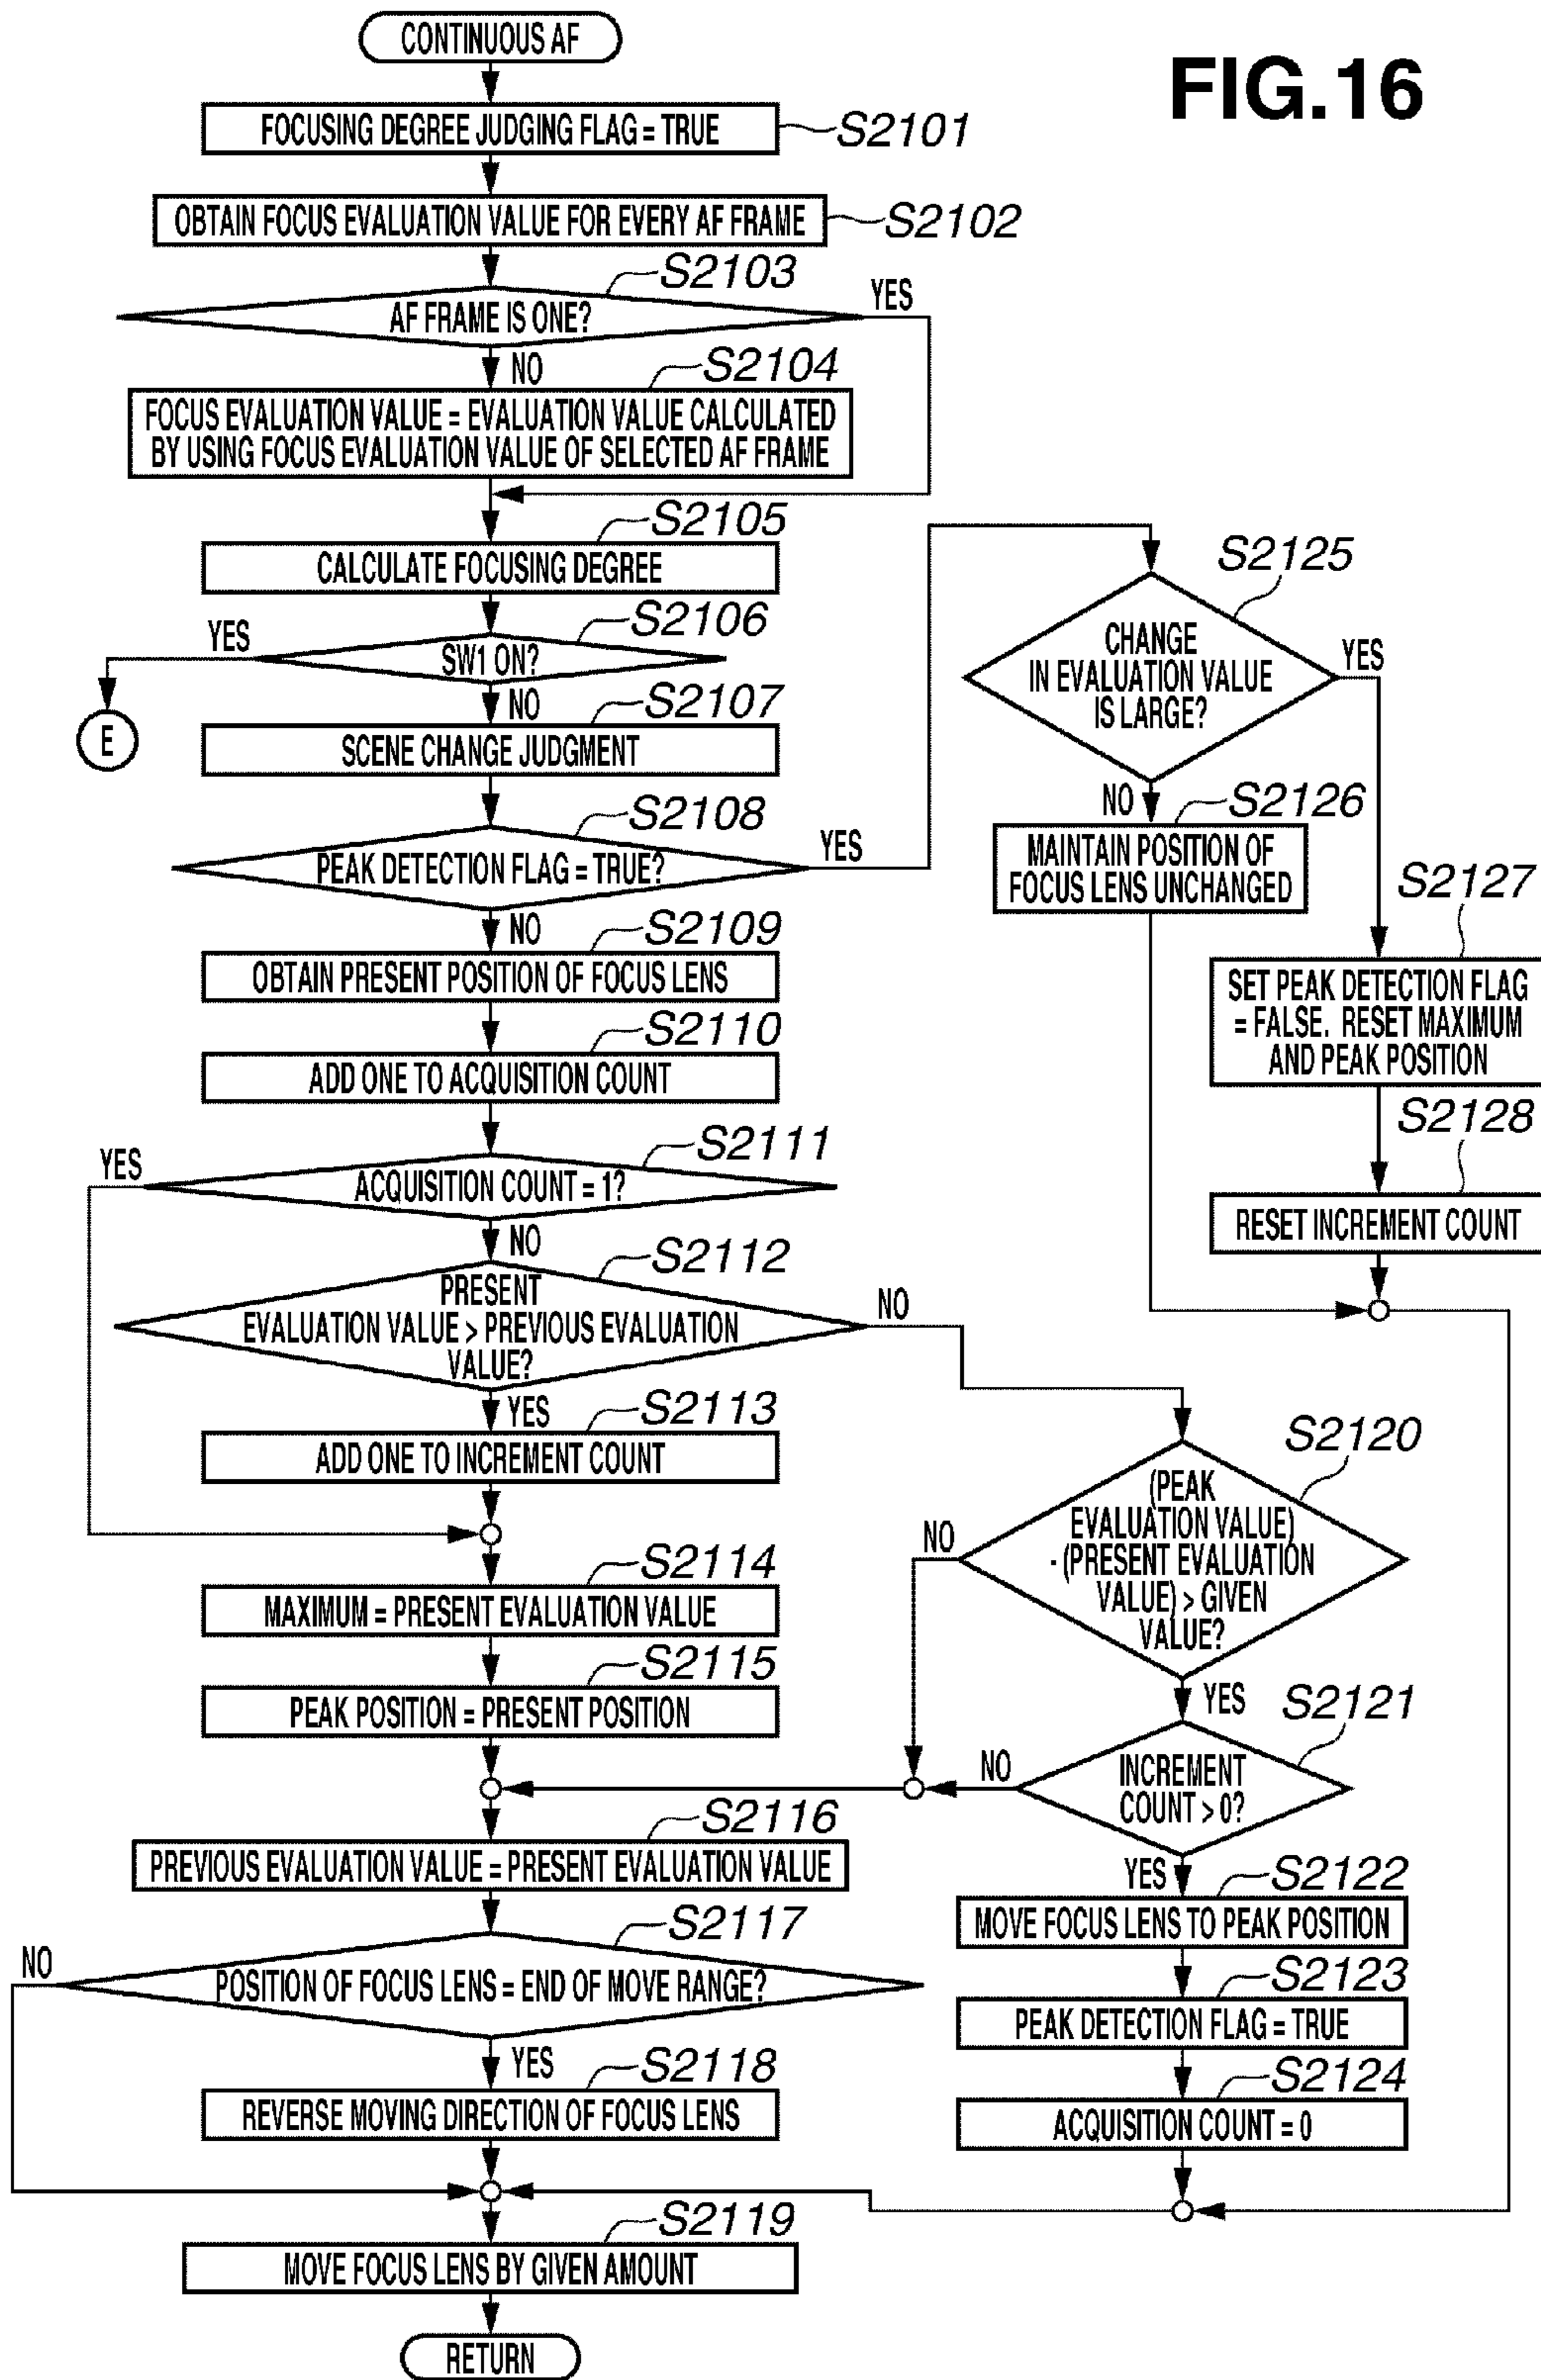 FIG.16
CONTINUOUS AF
FOCUSING DEGREE JUDGING FLAG = TRUE
S2101
OBTAIN FOCUS EVALUATION VALUE FOR EVERY AF FRAME
S2102
S2103
AF FRAME IS ONE?
YES
NO
S2104
FOCUS EVALUATION VALUE = EVALUATION VALUE CALCULATED
BY USING FOCUS EVALUATION VALUE OF SELECTED AF FRAME
S2105
CALCULATE FOCUSING DEGREE
S2106
SW1 ON?
YES
E
NO
S2107
SCENE CHANGE JUDGMENT
S2108
PEAK DETECTION FLAG = TRUE?
YES
NO
S2109
OBTAIN PRESENT POSITION OF FOCUS LENS
S2110
ADD ONE TO ACQUISITION COUNT
S2111
ACQUISITION COUNT = 1?
YES
NO
S2112
PRESENT
EVALUATION VALUE > PREVIOUS EVALUATION
VALUE?
NO
YES
S2113
ADD ONE TO INCREMENT COUNT
S2114
MAXIMUM = PRESENT EVALUATION VALUE
S2115
PEAK POSITION = PRESENT POSITION
S2116
PREVIOUS EVALUATION VALUE = PRESENT EVALUATION VALUE
S2117
POSITION OF FOCUS LENS = END OF MOVE RANGE?
NO
YES
S2118
REVERSE MOVING DIRECTION OF FOCUS LENS
S2119
MOVE FOCUS LENS BY GIVEN AMOUNT
RETURN
S2125
CHANGE
IN EVALUATION VALUE
IS LARGE?
YES
NO
S2126
MAINTAIN POSITION OF
FOCUS LENS UNCHANGED
S2127
SET PEAK DETECTION FLAG
= FALSE. RESET MAXIMUM
AND PEAK POSITION
S2128
RESET INCREMENT COUNT
S2120
(PEAK
EVALUATION VALUE)
- (PRESENT EVALUATION
VALUE) > GIVEN
VALUE?
NO
YES
S2121
INCREMENT
COUNT > 0?
NO
YES
S2122
MOVE FOCUS LENS TO PEAK POSITION
S2123
PEAK DETECTION FLAG = TRUE
S2124
ACQUISITION COUNT = 0